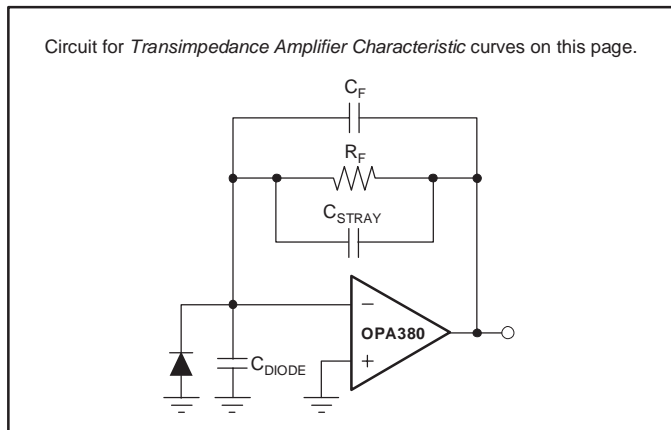 Circuit for Transimpedance Amplifier Characteristic curves on this page.
CF
RF
CSTRAY
−
OPA380
+
CDIODE